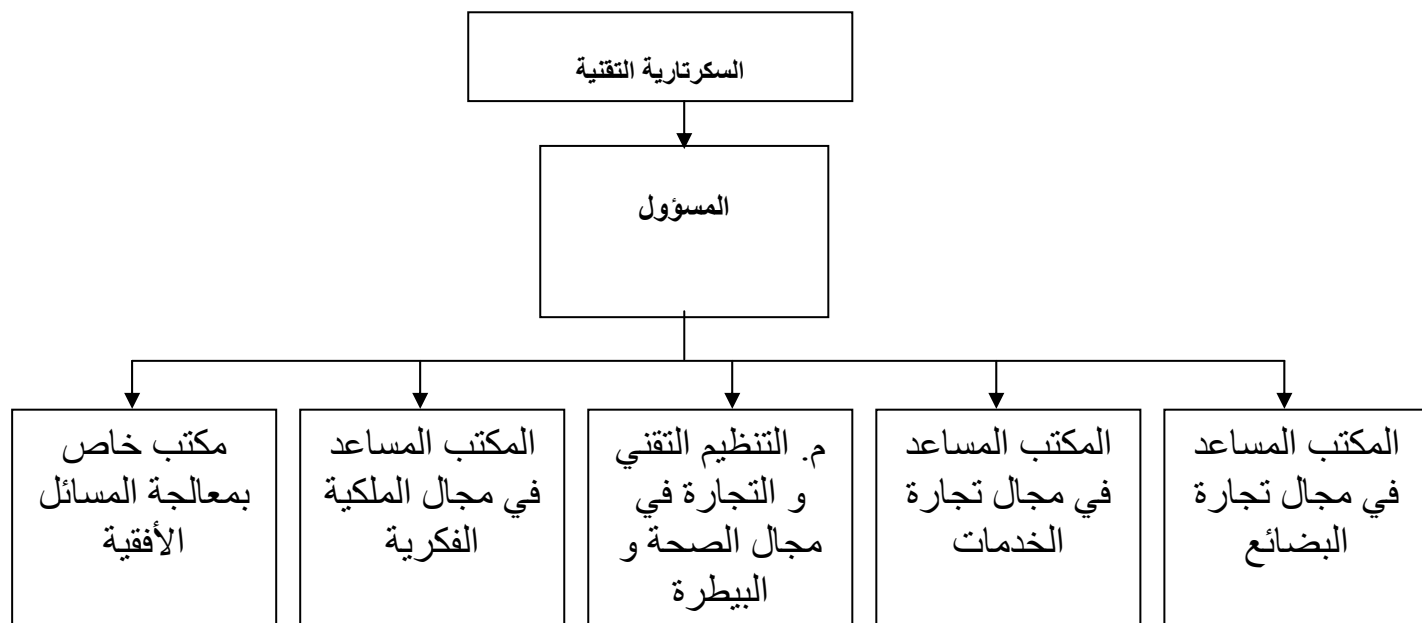 السكرتارية التقنية
المسؤول
المكتب المساعد
في مجال تجارة
البضائع
المكتب المساعد
في مجال تجارة
الخدمات
م. التنظيم التقني
و التجارة في
مجال الصحة و
البيطرة
المكتب المساعد
في مجال الملكية
الفكرية
مكتب خاص
بمعالجة المسائل
الأفقية